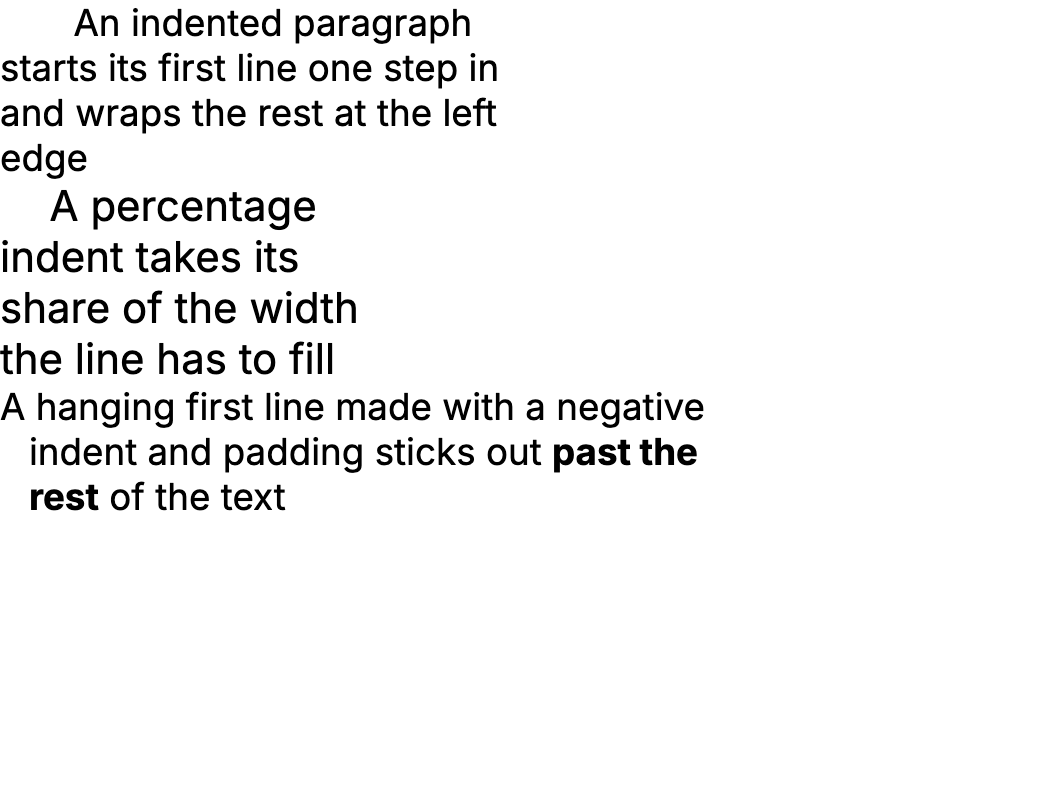 An indented paragraph
starts its first line one step in
and wraps the rest at the left
edge
A percentage
indent takes its
share of the width
the line has to fill
A hanging first line made with a negative
indent and padding sticks out past the
rest of the text